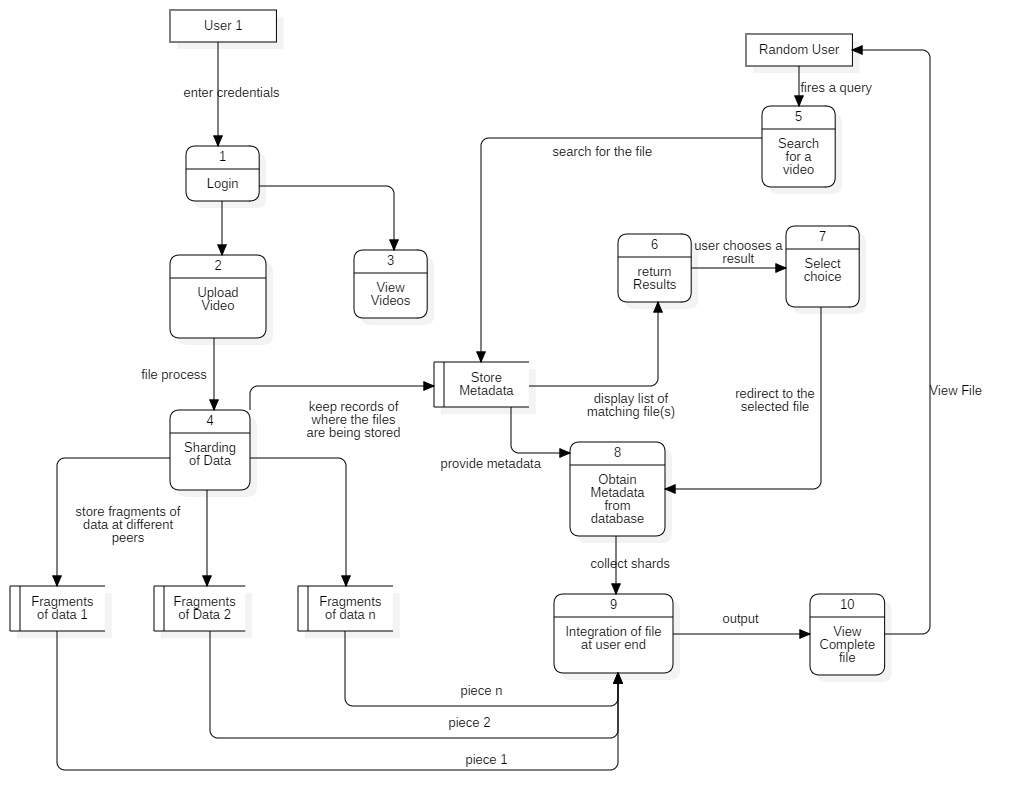 User 1
Random User
enter credentials
fires a query
5
Search
for a
video
1
Login
search for the file
2
Upload
Video
3
View
Videos
6
return
Results
user chooses a
result
7
Select
choice
file process
keep records of
where the files
are being stored
Store
Metadata
display list of
matching file(s)
redirect to the
selected file
View File
4
Sharding
of Data
provide metadata
8
Obtain
Metadata
from
database
store fragments of
data at different
peers
collect shards
Fragments
of data 1
Fragments
of Data 2
Fragments
of data n
9
Integration of file
at user end
output
10
View
Complete
file
piece n
piece 2
piece 1